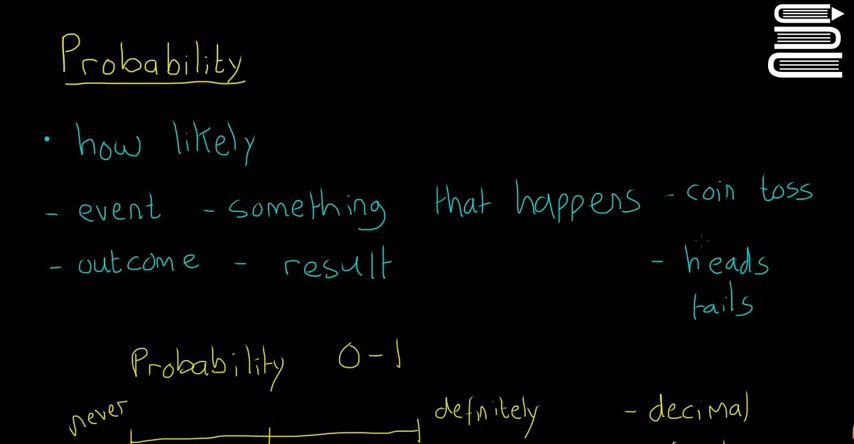 Probability
• how likely
- event - something that happens - coin toss
- outcome - result - heads
tails
Probability 0-1
never definitely - decimal